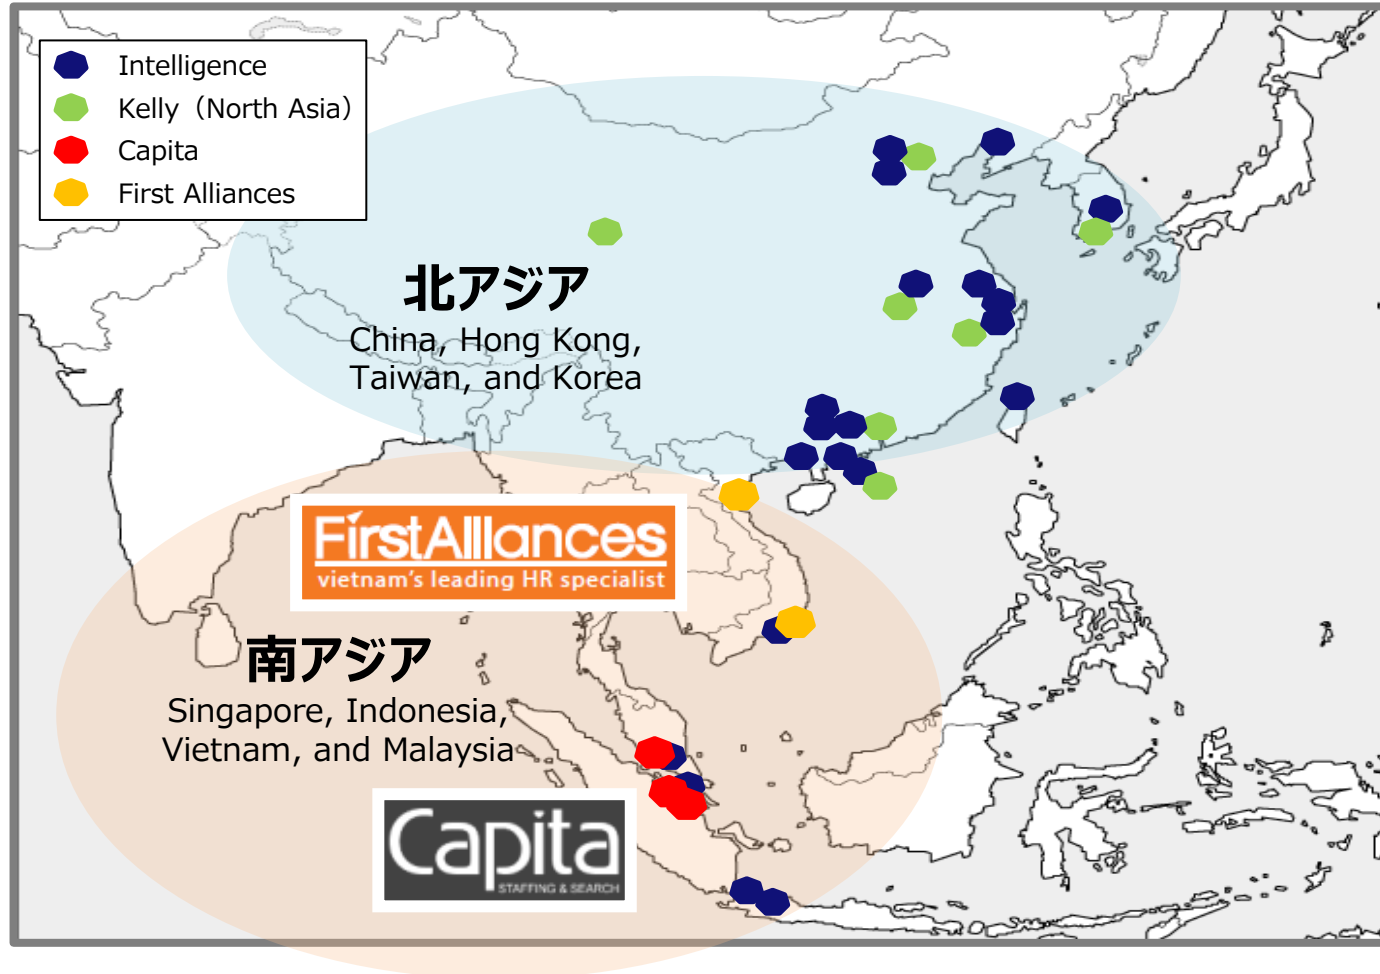 Intelligence
Kelly（North Asia）
Capita
First Alliances
北アジア
China, Hong Kong,
Taiwan, and Korea
FirstAlliances
vietnam's leading HR specialist
南アジア
Singapore, Indonesia,
Vietnam, and Malaysia
Capita
STAFFING & SEARCH